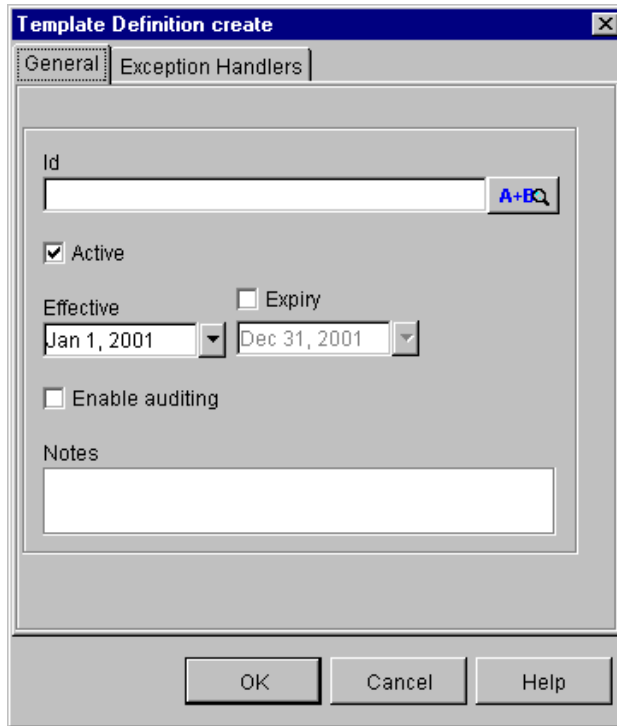 Template Definition create
General Exception Handlers
Id
A+B
Active
Effective
Expiry
Jan 1, 2001 Dec 31, 2001
Enable auditing
Notes
OK Cancel Help